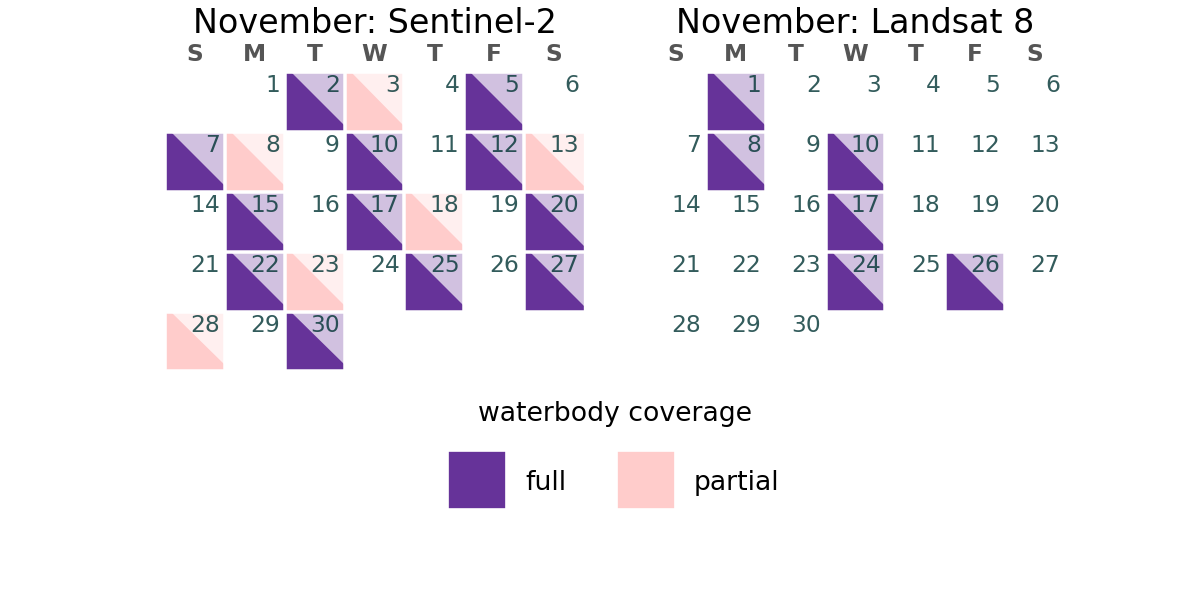 November: Sentinel-2
S M T W T F S
1 2 3 4 5 6
7 8 9 10 11 12 13
14 15 16 17 18 19 20
21 22 23 24 25 26 27
28 29 30
November: Landsat 8
S M T W T F S
1 2 3 4 5 6
7 8 9 10 11 12 13
14 15 16 17 18 19 20
21 22 23 24 25 26 27
28 29 30
waterbody coverage
full partial